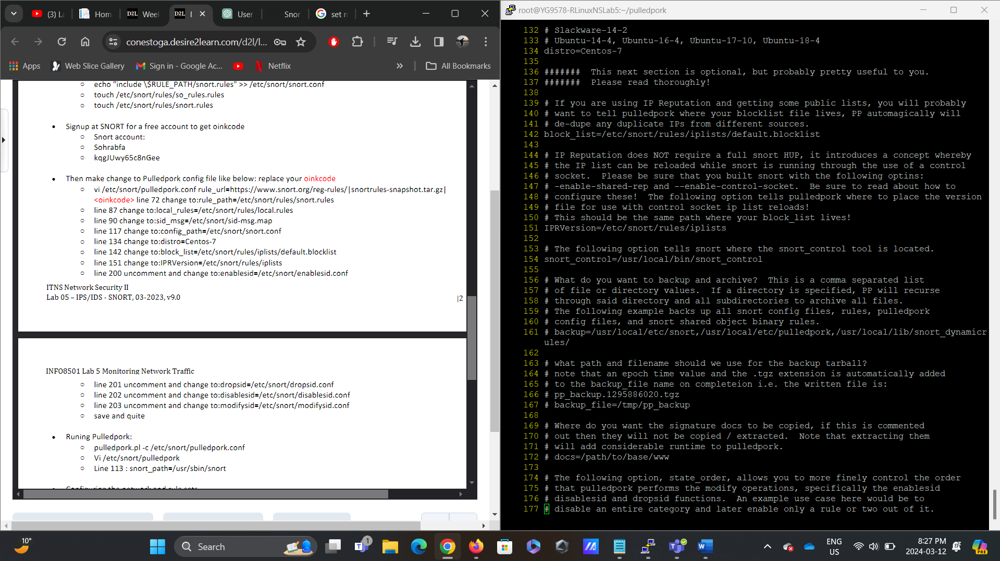 (3) La
Hom
D2L Wee
D2L I
User
Snor
set n
conestoga.desire2learn.com/d2l/l...
Apps
Web Slice Gallery
Sign in - Google Ac...
Netflix
All Bookmarks
echo "include \$RULE_PATH/snort.rules" >> /etc/snort/snort.conf
touch /etc/snort/rules/so_rules.rules
touch /etc/snort/rules/snort.rules
Signup at SNORT for a free account to get oinkcode
Snort account:
Sohrabfa
kqgJUwy65c8nGee
Then make change to Pulledpork config file like below: replace your oinkcode
vi /etc/snort/pulledpork.conf rule_url=https://www.snort.org/reg-rules/|snortrules-snapshot.tar.gz|
<oinkcode> line 72 change to:rule_path=/etc/snort/rules/snort.rules
line 87 change to:local_rules=/etc/snort/rules/local.rules
line 90 change to:sid_msg=/etc/snort/sid-msg.map
line 117 change to:config_path=/etc/snort/snort.conf
line 134 change to:distro=Centos-7
line 142 change to:block_list=/etc/snort/rules/iplists/default.blocklist
line 151 change to:IPRVersion=/etc/snort/rules/iplists
line 200 uncomment and change to:enablesid=/etc/snort/enablesid.conf
ITNS Network Security II
Lab 05 – IPS/IDS - SNORT, 03-2023, v9.0
|2
INFO8501 Lab 5 Monitoring Network Traffic
line 201 uncomment and change to:dropsid=/etc/snort/dropsid.conf
line 202 uncomment and change to:disablesid=/etc/snort/disablesid.conf
line 203 uncomment and change to:modifysid=/etc/snort/modifysid.conf
save and quite
Runing Pulledpork:
pulledpork.pl -c /etc/snort/pulledpork.conf
Vi /etc/snort/pulledpork
Line 113 : snort_path=/usr/sbin/snort
Configuring the network and rule sets
root@YG9578-RLinuxNSLab5:~/pulledpork
132 # Slackware-14-2
133 # Ubuntu-14-4, Ubuntu-16-4, Ubuntu-17-10, Ubuntu-18-4
134 distro=Centos-7
135
136 ####### This next section is optional, but probably pretty useful to you.
137 ####### Please read thoroughly!
138
139 # If you are using IP Reputation and getting some public lists, you will probably
140 # want to tell pulledpork where your blocklist file lives, PP automagically will
141 # de-dupe any duplicate IPs from different sources.
142 block_list=/etc/snort/rules/iplists/default.blocklist
143
144 # IP Reputation does NOT require a full snort HUP, it introduces a concept whereby
145 # the IP list can be reloaded while snort is running through the use of a control
146 # socket.  Please be sure that you built snort with the following optins:
147 # -enable-shared-rep and --enable-control-socket.  Be sure to read about how to
148 # configure these!  The following option tells pulledpork where to place the version
149 # file for use with control socket ip list reloads!
150 # This should be the same path where your block_list lives!
151 IPRVersion=/etc/snort/rules/iplists
152
153 # The following option tells snort where the snort_control tool is located.
154 snort_control=/usr/local/bin/snort_control
155
156 # What do you want to backup and archive?  This is a comma separated list
157 # of file or directory values.  If a directory is specified, PP will recurse
158 # through said directory and all subdirectories to archive all files.
159 # The following example backs up all snort config files, rules, pulledpork
160 # config files, and snort shared object binary rules.
161 # backup=/usr/local/etc/snort,/usr/local/etc/pulledpork,/usr/local/lib/snort_dynamicr
ules/
162
163 # what path and filename should we use for the backup tarball?
164 # note that an epoch time value and the .tgz extension is automatically added
165 # to the backup_file name on completeion i.e. the written file is:
166 # pp_backup.1295886020.tgz
167 # backup_file=/tmp/pp_backup
168
169 # Where do you want the signature docs to be copied, if this is commented
170 # out then they will not be copied / extracted.  Note that extracting them
171 # will add considerable runtime to pulledpork.
172 # docs=/path/to/base/www
173
174 # The following option, state_order, allows you to more finely control the order
175 # that pulledpork performs the modify operations, specifically the enablesid
176 # disablesid and dropsid functions.  An example use case here would be to
177 # disable an entire category and later enable only a rule or two out of it.
10°
Search
1
ENG
US
8:27 PM
2024-03-12
PRE